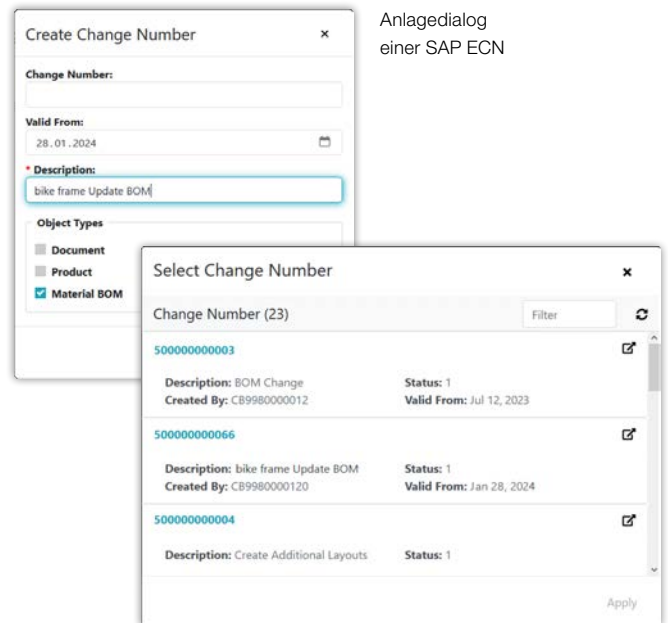 Anlagedialog
einer SAP ECN
Create Change Number ×
Change Number:
Valid From:
28.01.2024
* Description:
bike frame Update BOM
Object Types
Document
Product
Material BOM
Select Change Number ×
Change Number (23) Filter
500000000003
Description: BOM Change Status: 1
Created By: CB9980000012 Valid From: Jul 12, 2023
500000000066
Description: bike frame Update BOM Status: 1
Created By: CB9980000120 Valid From: Jan 28, 2024
500000000004
Description: Create Additional Layouts Status: 1
Apply